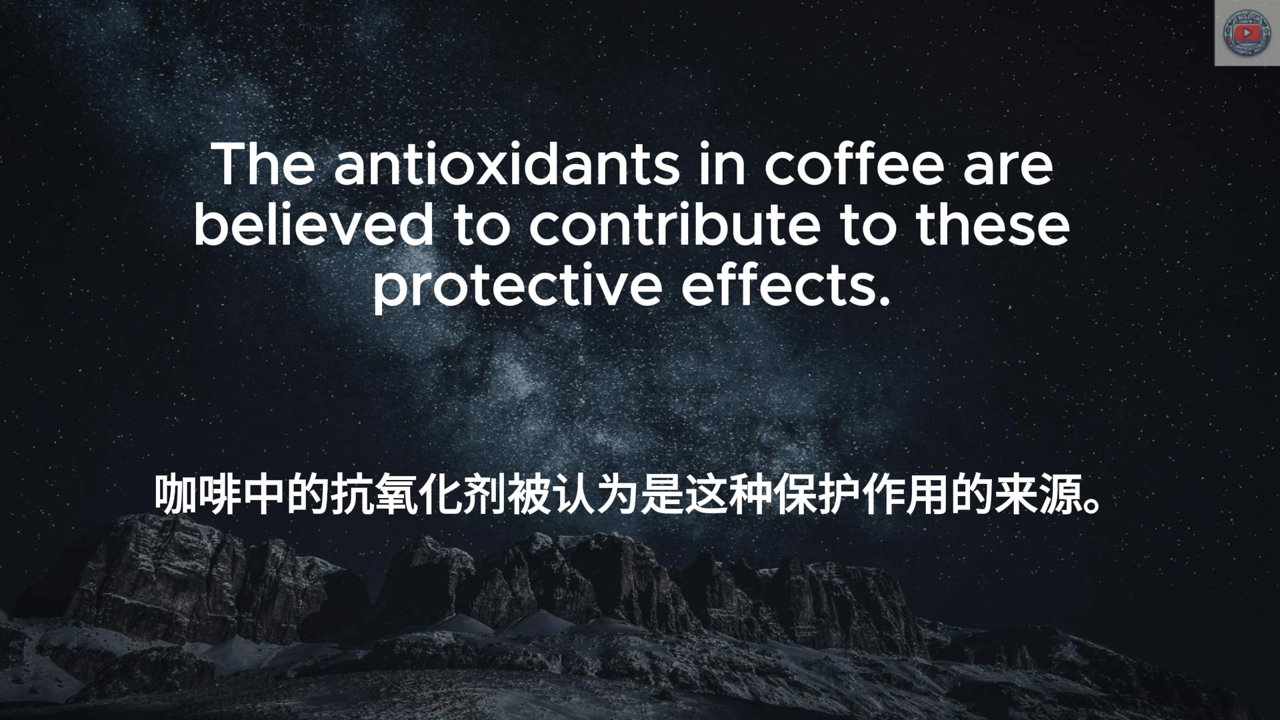 The antioxidants in coffee are
believed to contribute to these
protective effects.
咖啡中的抗氧化剂被认为是这种保护作用的来源。